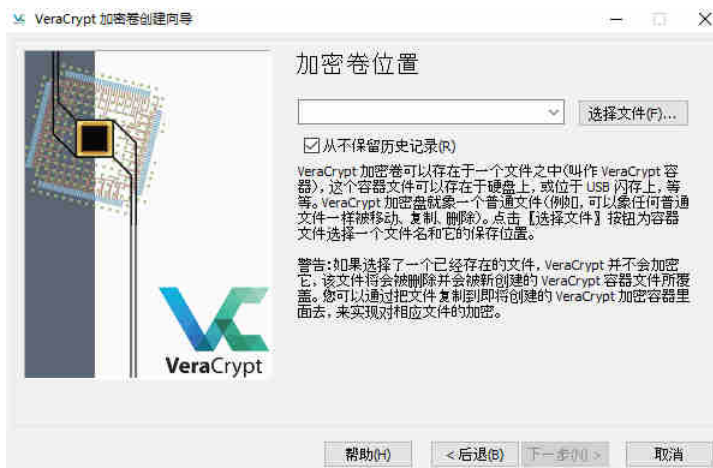 VeraCrypt 加密卷创建向导
加密卷位置
选择文件(F)...
从不保留历史记录(R)
VeraCrypt 加密卷可以存在于一个文件之中(叫作 VeraCrypt 容
器)，这个容器文件可以存在于硬盘上，或位于 USB 闪存上，等
等。VeraCrypt 加密盘就象一个普通文件(例如，可以象任何普通
文件一样被移动、复制、删除)。点击【选择文件】按钮为容器
文件选择一个文件名和它的保存位置。
警告:如果选择了一个已经存在的文件，VeraCrypt 并不会加密
它，该文件将会被删除并会被新创建的 VeraCrypt 容器文件所覆
盖。您可以通过把文件复制到即将创建的 VeraCrypt 加密容器里
面去，来实现对相应文件的加密。
VeraCrypt
帮助(H)
< 后退(B)
下一步(N) >
取消